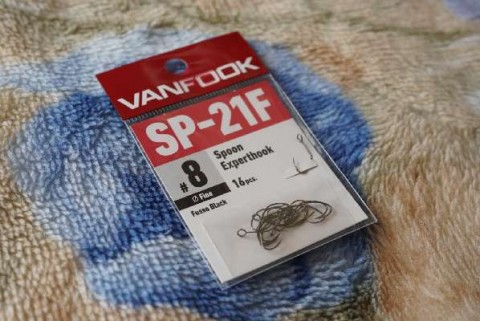 VANFOOK
SP-21F
#8
Spoon
Experthook
16pcs.
Fine
Fusso Black